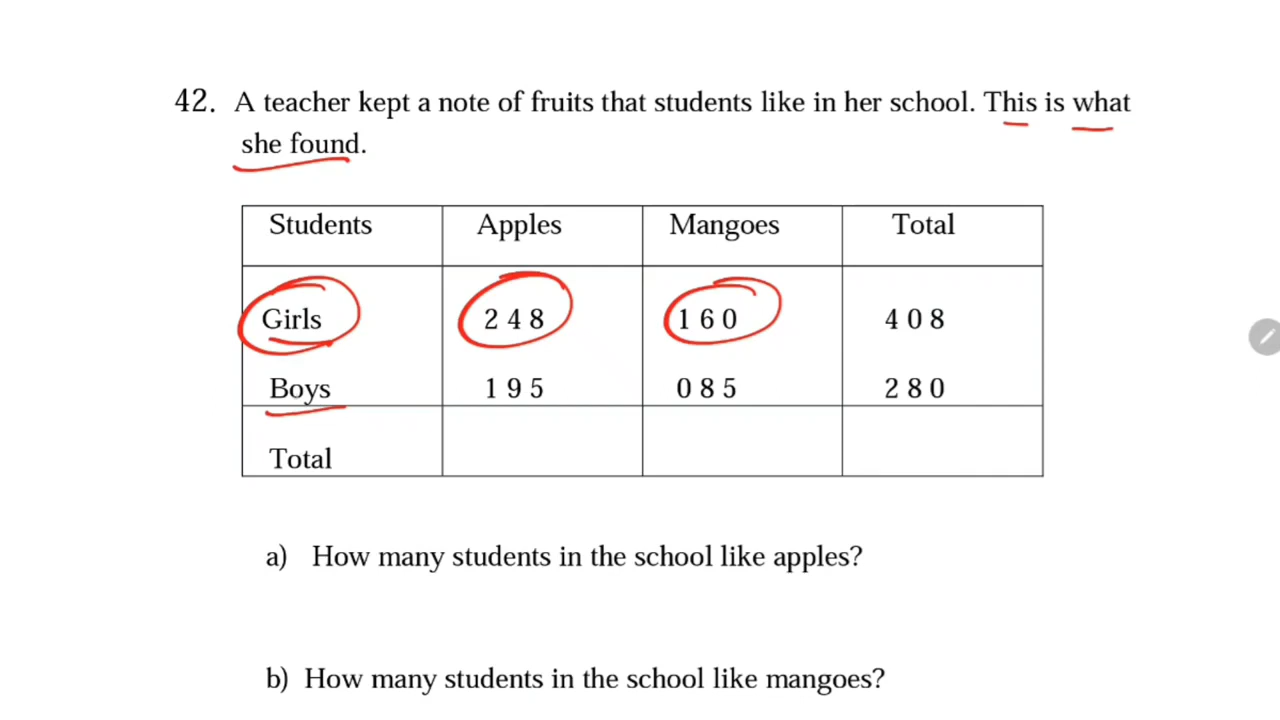 42. A teacher kept a note of fruits that students like in her school. This is what
she found.
Students Apples Mangoes Total
Girls 2 4 8 1 6 0 4 0 8
Boys 1 9 5 0 8 5 2 8 0
Total
a) How many students in the school like apples?
b) How many students in the school like mangoes?